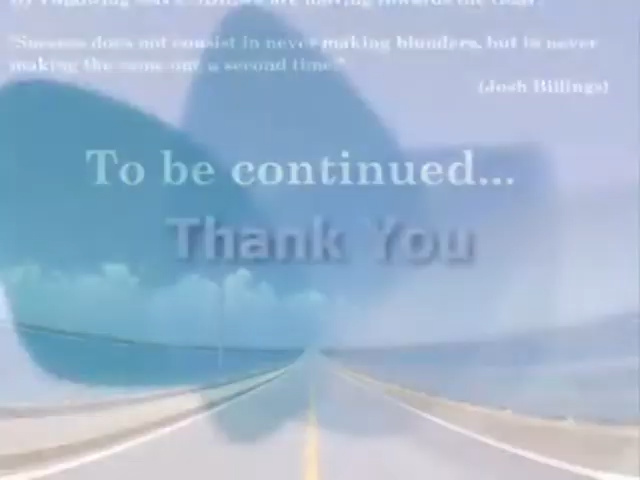 "Success does not consist in never making blunders, but in never
making the same one a second time."
(Josh Billings)
To be continued...
Thank You